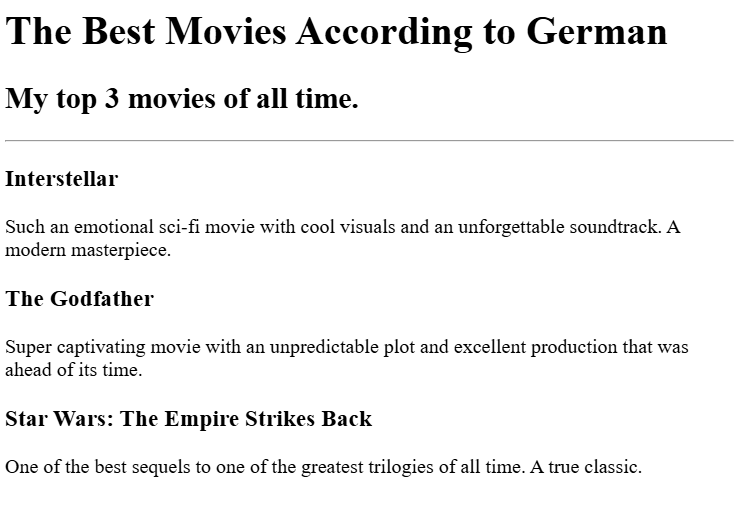 The Best Movies According to German
My top 3 movies of all time.
Interstellar
Such an emotional sci-fi movie with cool visuals and an unforgettable soundtrack. A
modern masterpiece.
The Godfather
Super captivating movie with an unpredictable plot and excellent production that was
ahead of its time.
Star Wars: The Empire Strikes Back
One of the best sequels to one of the greatest trilogies of all time. A true classic.